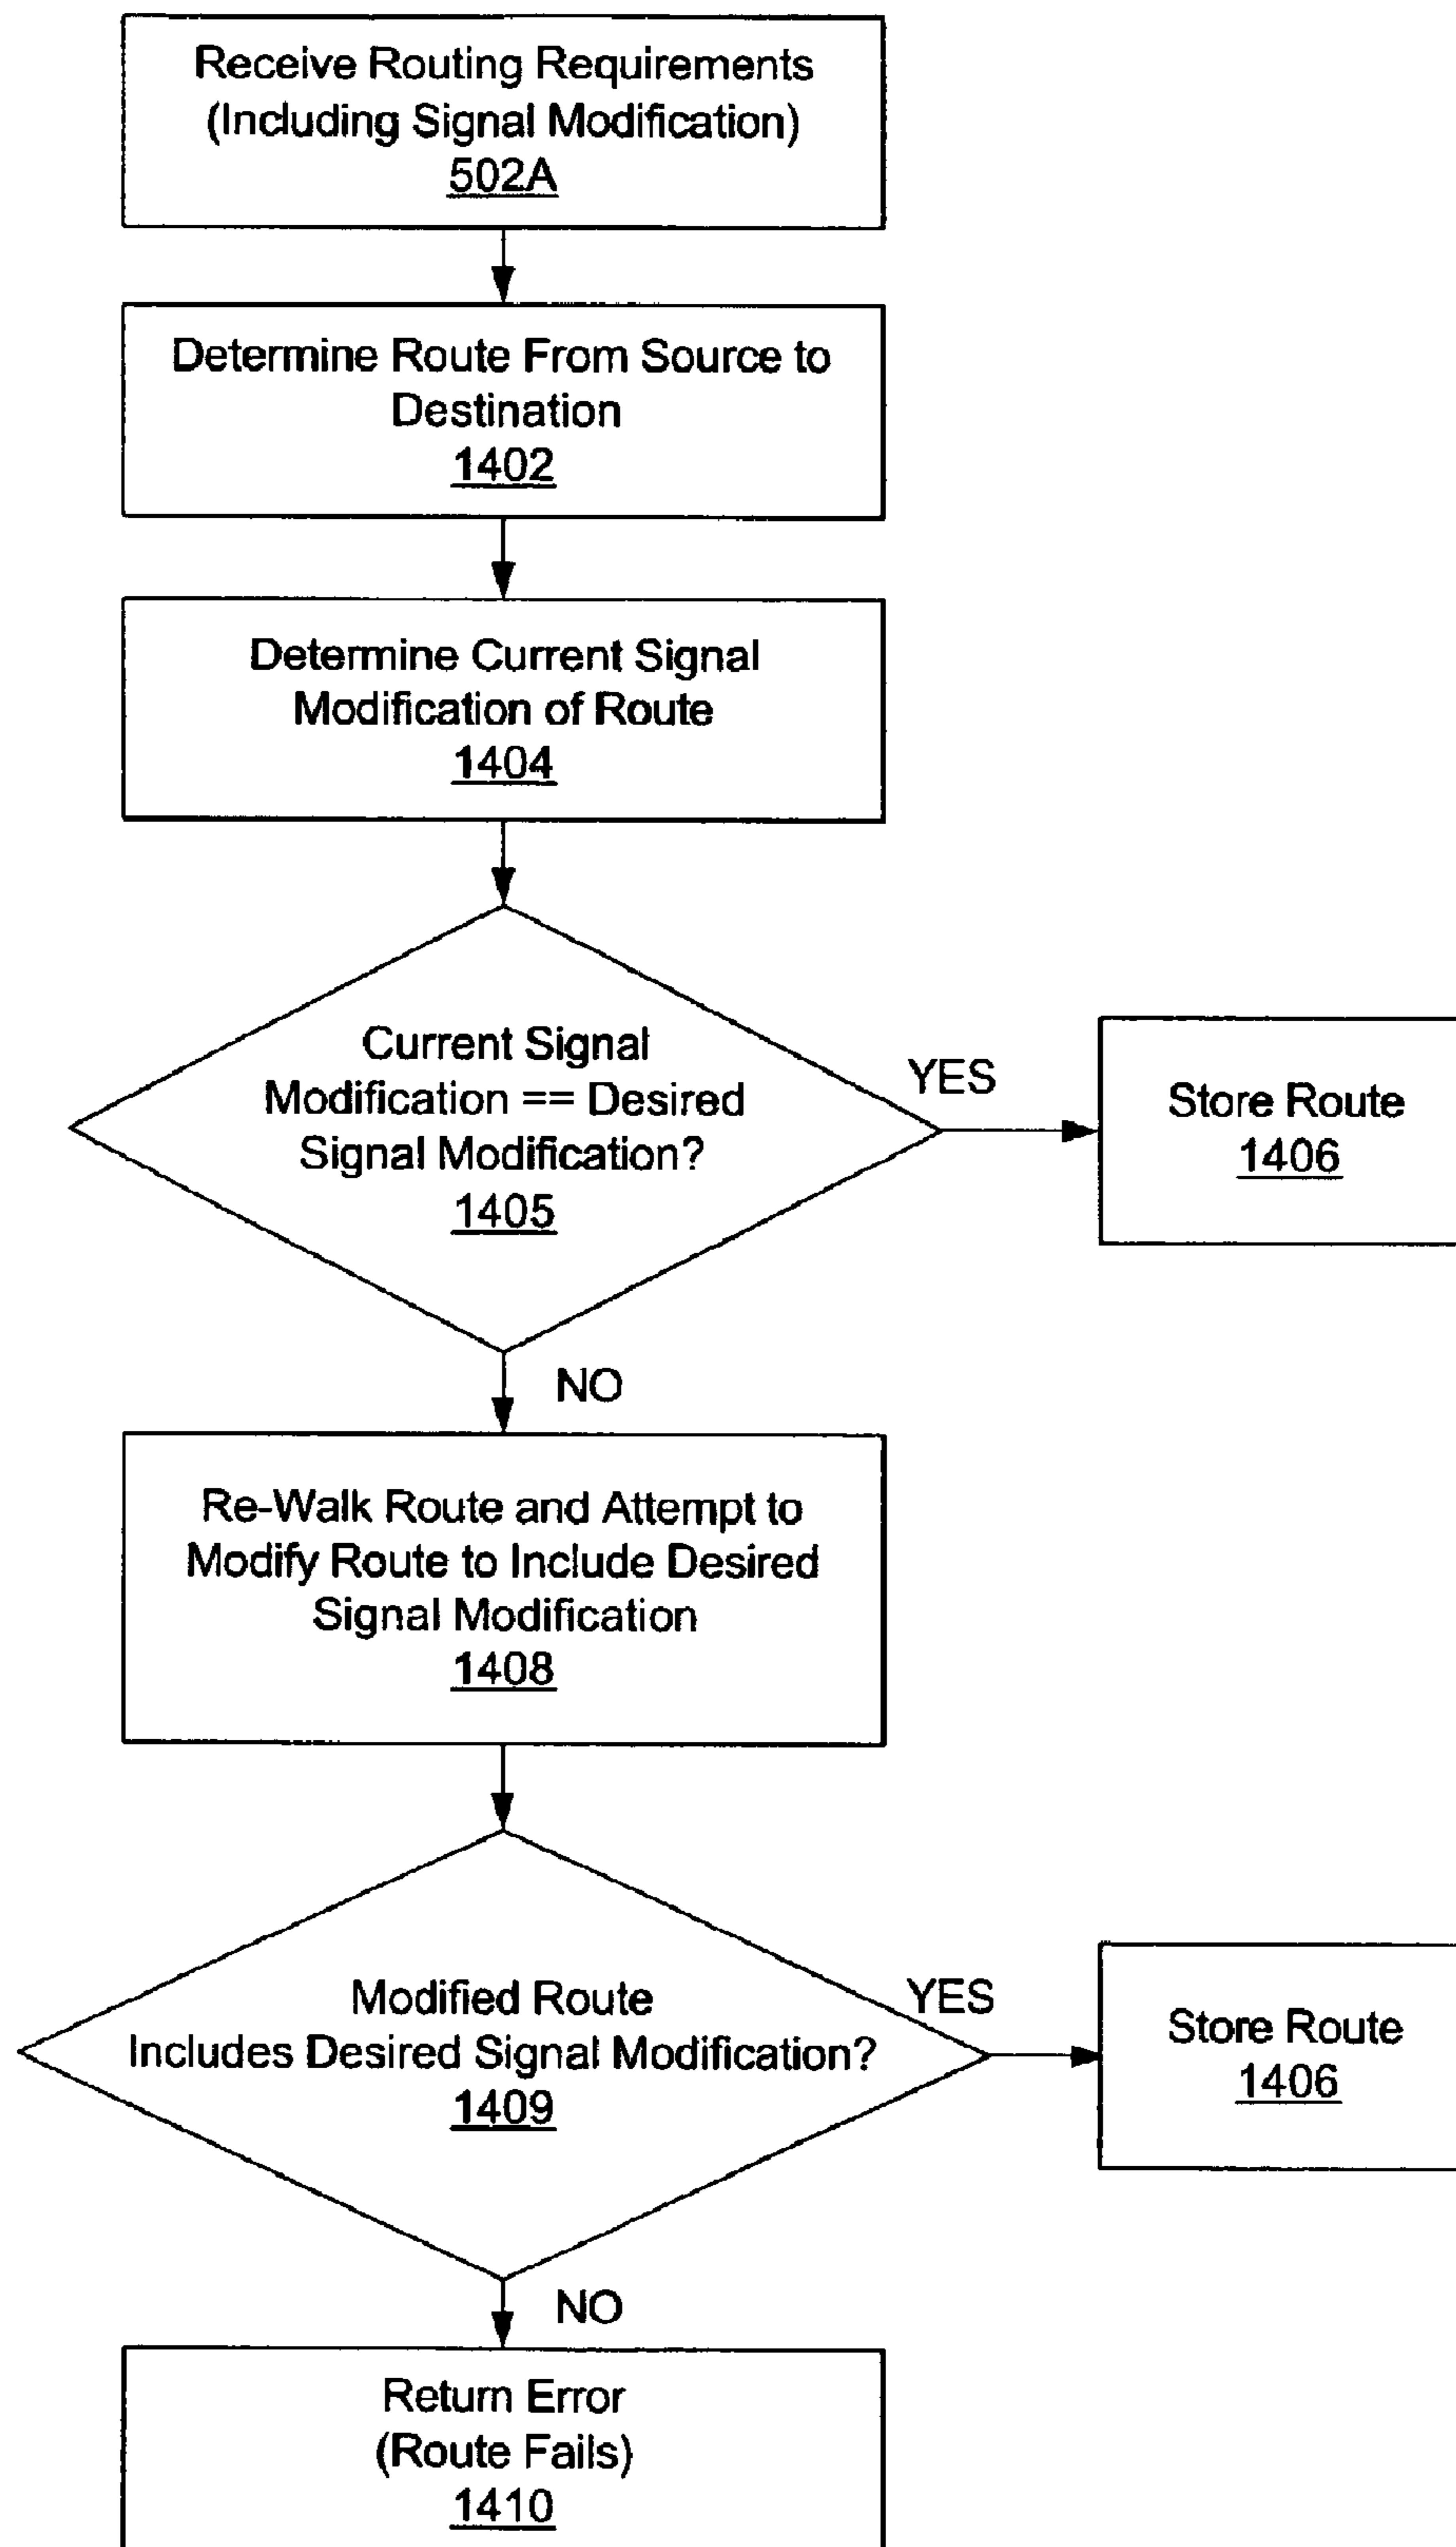 Receive Routing Requirements
(Including Signal Modification)
502A
Determine Route From Source to
Destination
1402
Determine Current Signal
Modification of Route
1404
Current Signal
Modification == Desired
Signal Modification?
1405
YES
Store Route
1406
NO
Re-Walk Route and Attempt to
Modify Route to Include Desired
Signal Modification
1408
Modified Route
Includes Desired Signal Modification?
1409
YES
Store Route
1406
NO
Return Error
(Route Fails)
1410